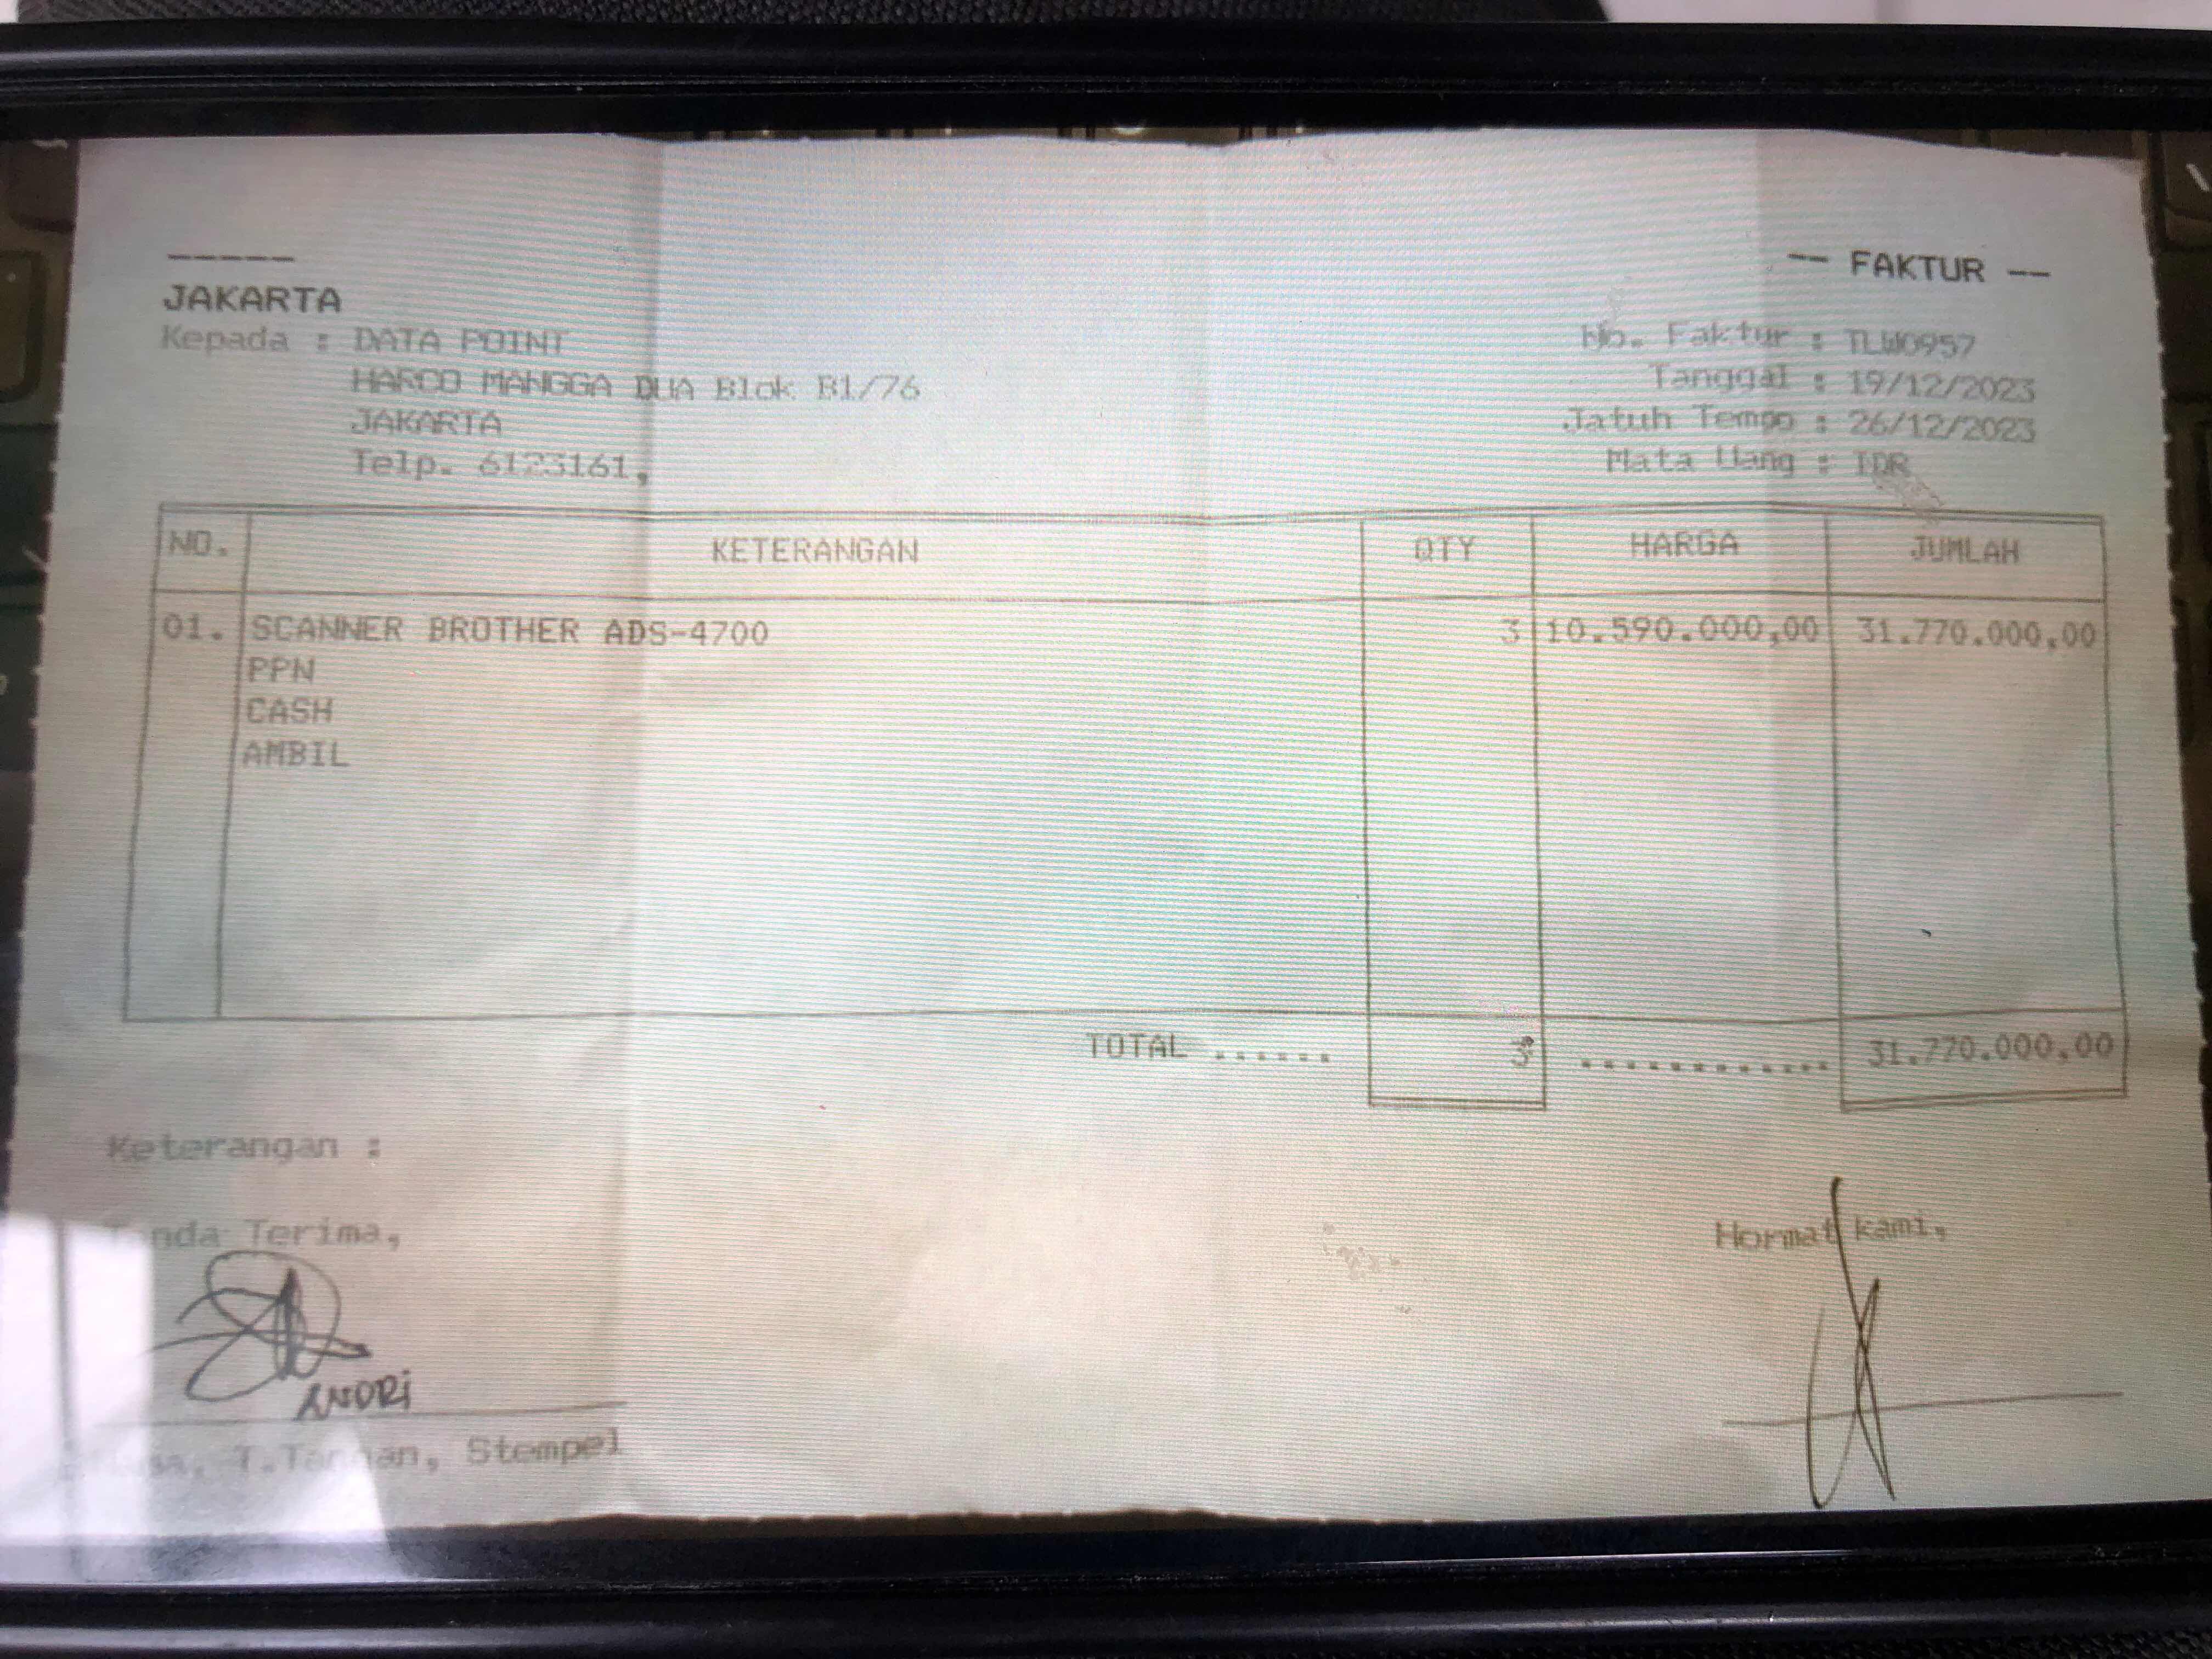 -----
-- FAKTUR --
JAKARTA
Kepada : DATA POINT
No. Faktur : TLW0957
HARCO MANGGA DUA Blok B1/76
Tanggal : 19/12/2023
JAKARTA
Jatuh Tempo : 26/12/2023
Telp. 6123161,
Mata Uang : IDR
NO. KETERANGAN QTY HARGA JUMLAH
01. SCANNER BROTHER ADS-4700 3 10.590.000,00 31.770.000,00
PPN
CASH
AMBIL
TOTAL ...... 3 ............ 31.770.000,00
Keterangan :
Tanda Terima,
Hormat kami,
ANDRi
T.Tangan, Stempel